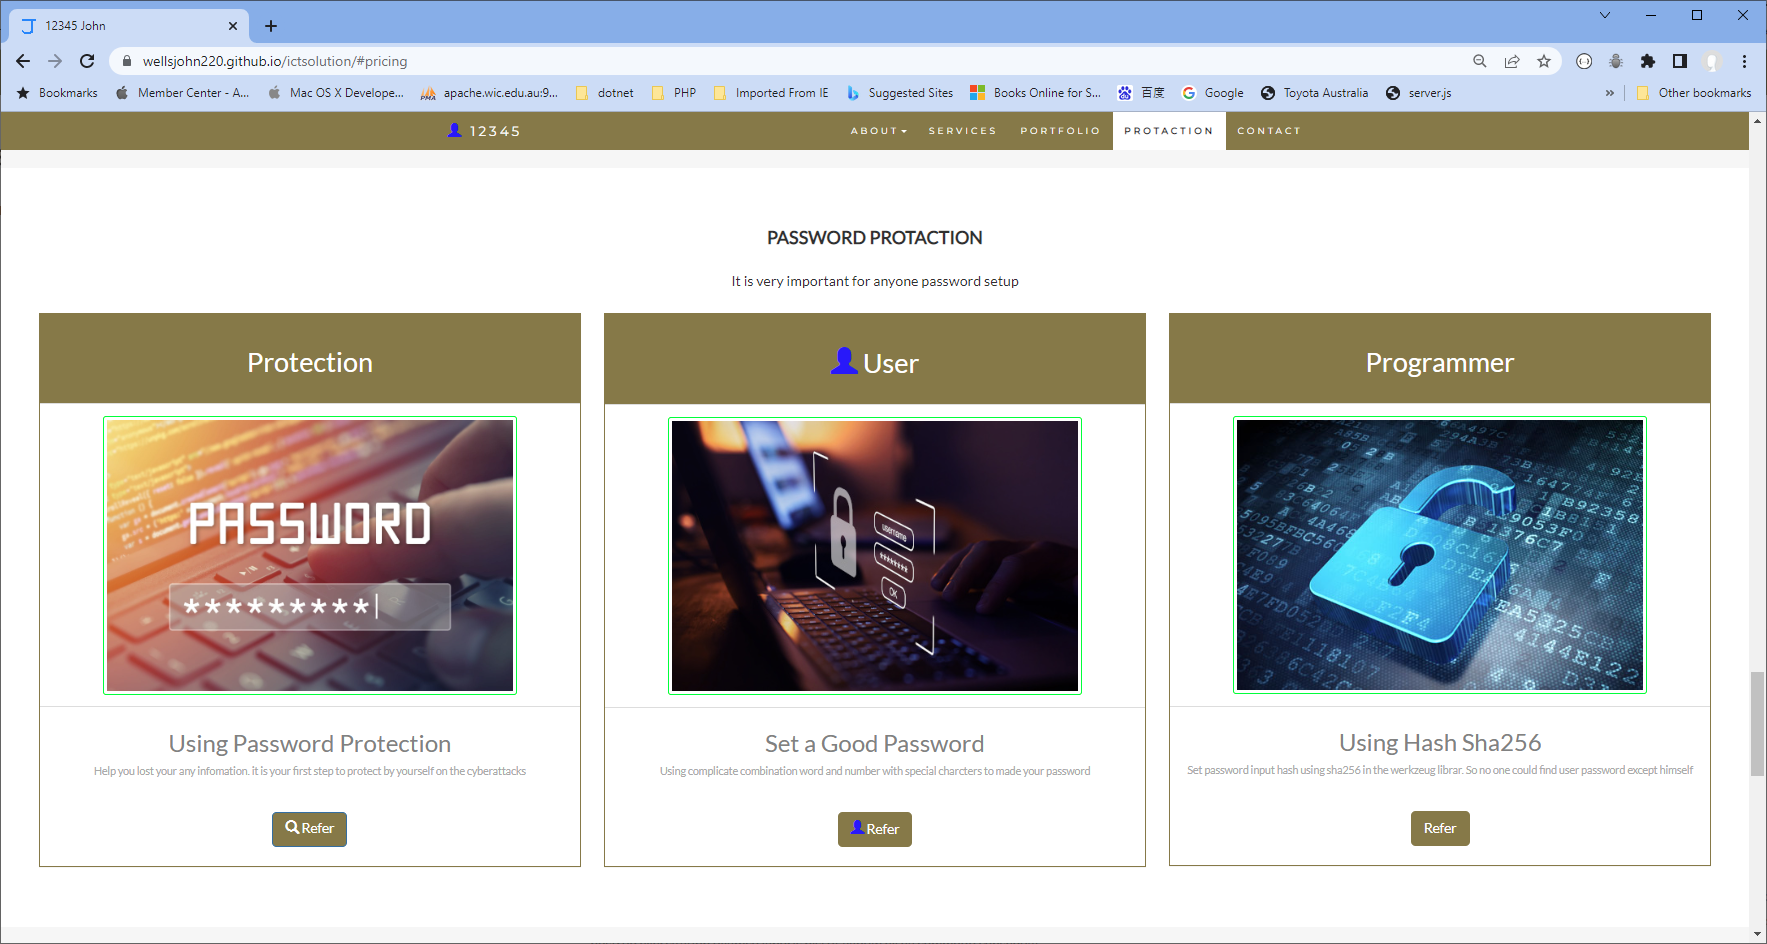 12345 John
wellsjohn220.github.io/ictsolution/#pricing
Bookmarks Member Center - A... Mac OS X Develope... apache.wic.edu.au:9... dotnet PHP Imported From IE Suggested Sites Books Online for S... 百度 Google Toyota Australia server.js » Other bookmarks
12345 ABOUT SERVICES PORTFOLIO PROTACTION CONTACT
PASSWORD PROTACTION
It is very important for anyone password setup
Protection
PASSWORD
*********
Using Password Protection
Help you lost your any infomation. it is your first step to protect by yourself on the cyberattacks
Refer
User
username
********
OK
Set a Good Password
Using complicate combination word and number with special charcters to made your password
Refer
Programmer
Using Hash Sha256
Set password input hash using sha256 in the werkzeug librar. So no one could find user password except himself
Refer